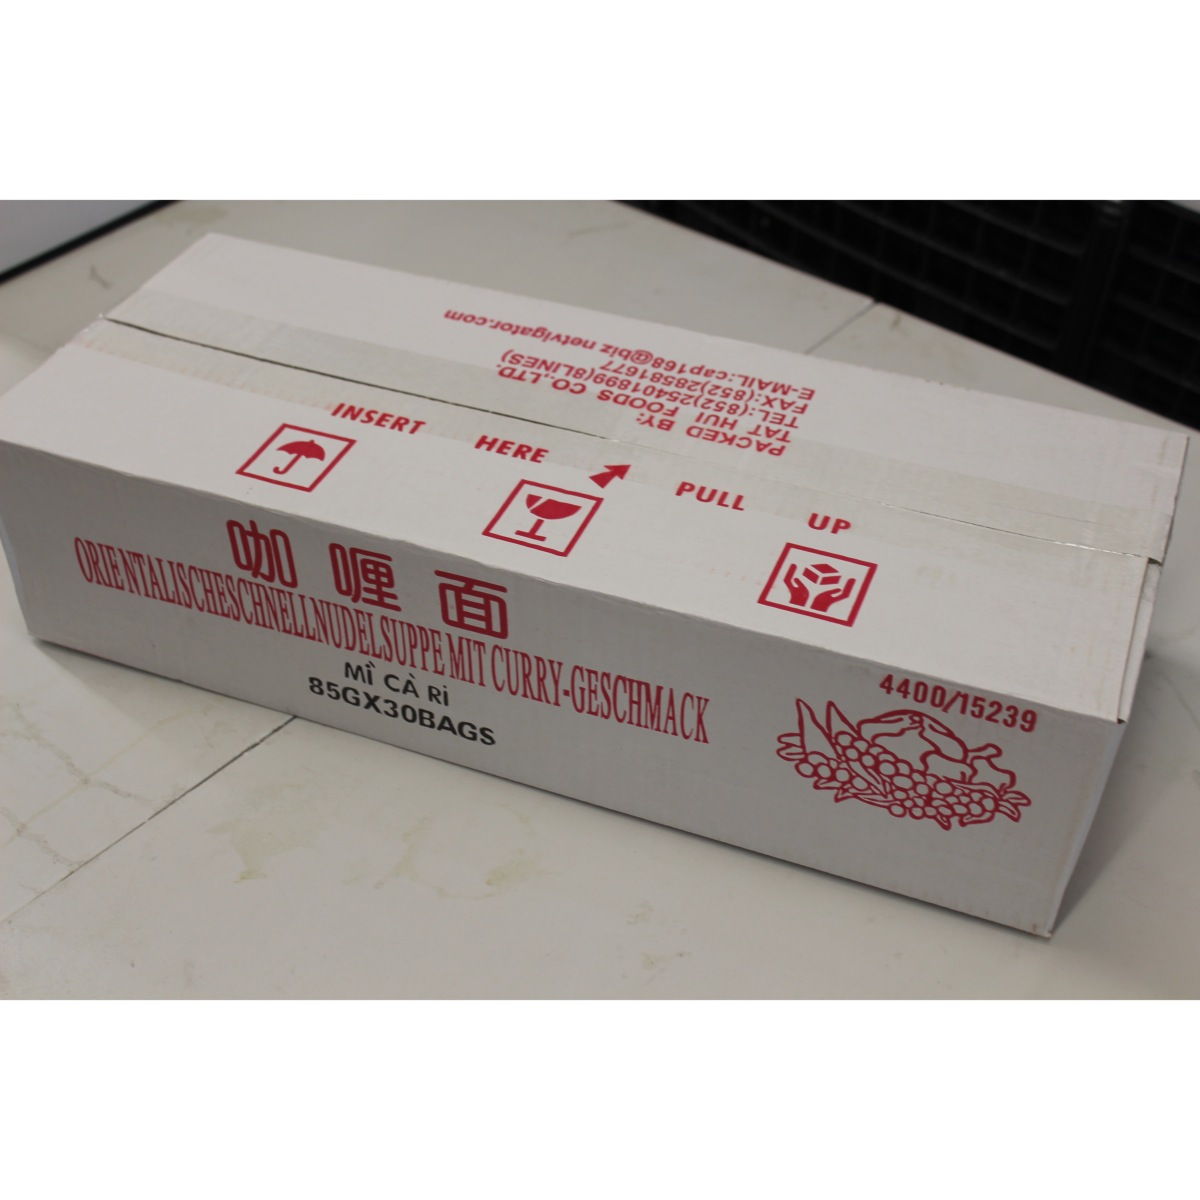 PACKED BY:
TAT HUI FOODS CO.,LTD.
TEL:(852)25401899(8LINES)
FAX:(852)28581677
E-MAIL:cap168@biz netvigator.com
INSERT HERE PULL UP
咖喱面
ORIENTALISCHESCHNELLNUDELSUPPE MIT CURRY-GESCHMACK
MÌ CÀ RÌ
85GX30BAGS
4400/15239